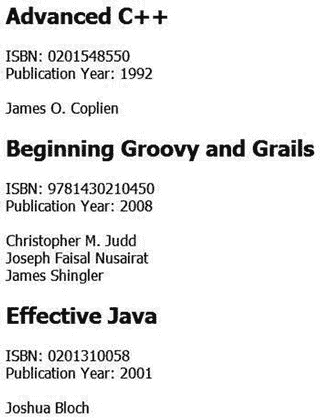 Advanced C++
ISBN: 0201548550
Publication Year: 1992
James O. Coplien
Beginning Groovy and Grails
ISBN: 9781430210450
Publication Year: 2008
Christopher M. Judd
Joseph Faisal Nusairat
James Shingler
Effective Java
ISBN: 0201310058
Publication Year: 2001
Joshua Bloch